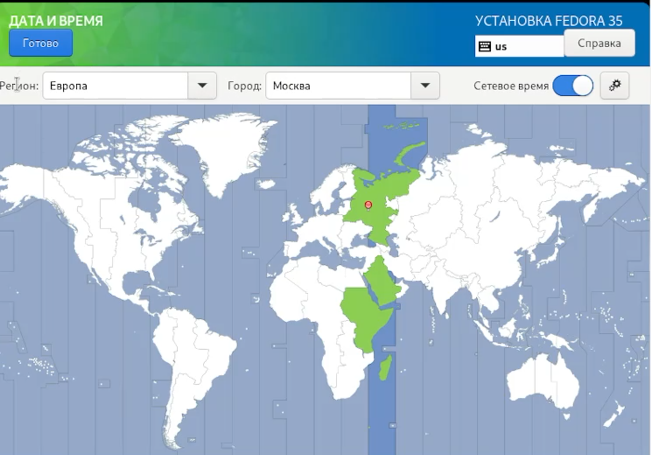 ДАТА И ВРЕМЯ
УСТАНОВКА FEDORA 35
Готово
us
Справка
Регион:
Европа
Город:
Москва
Сетевое время